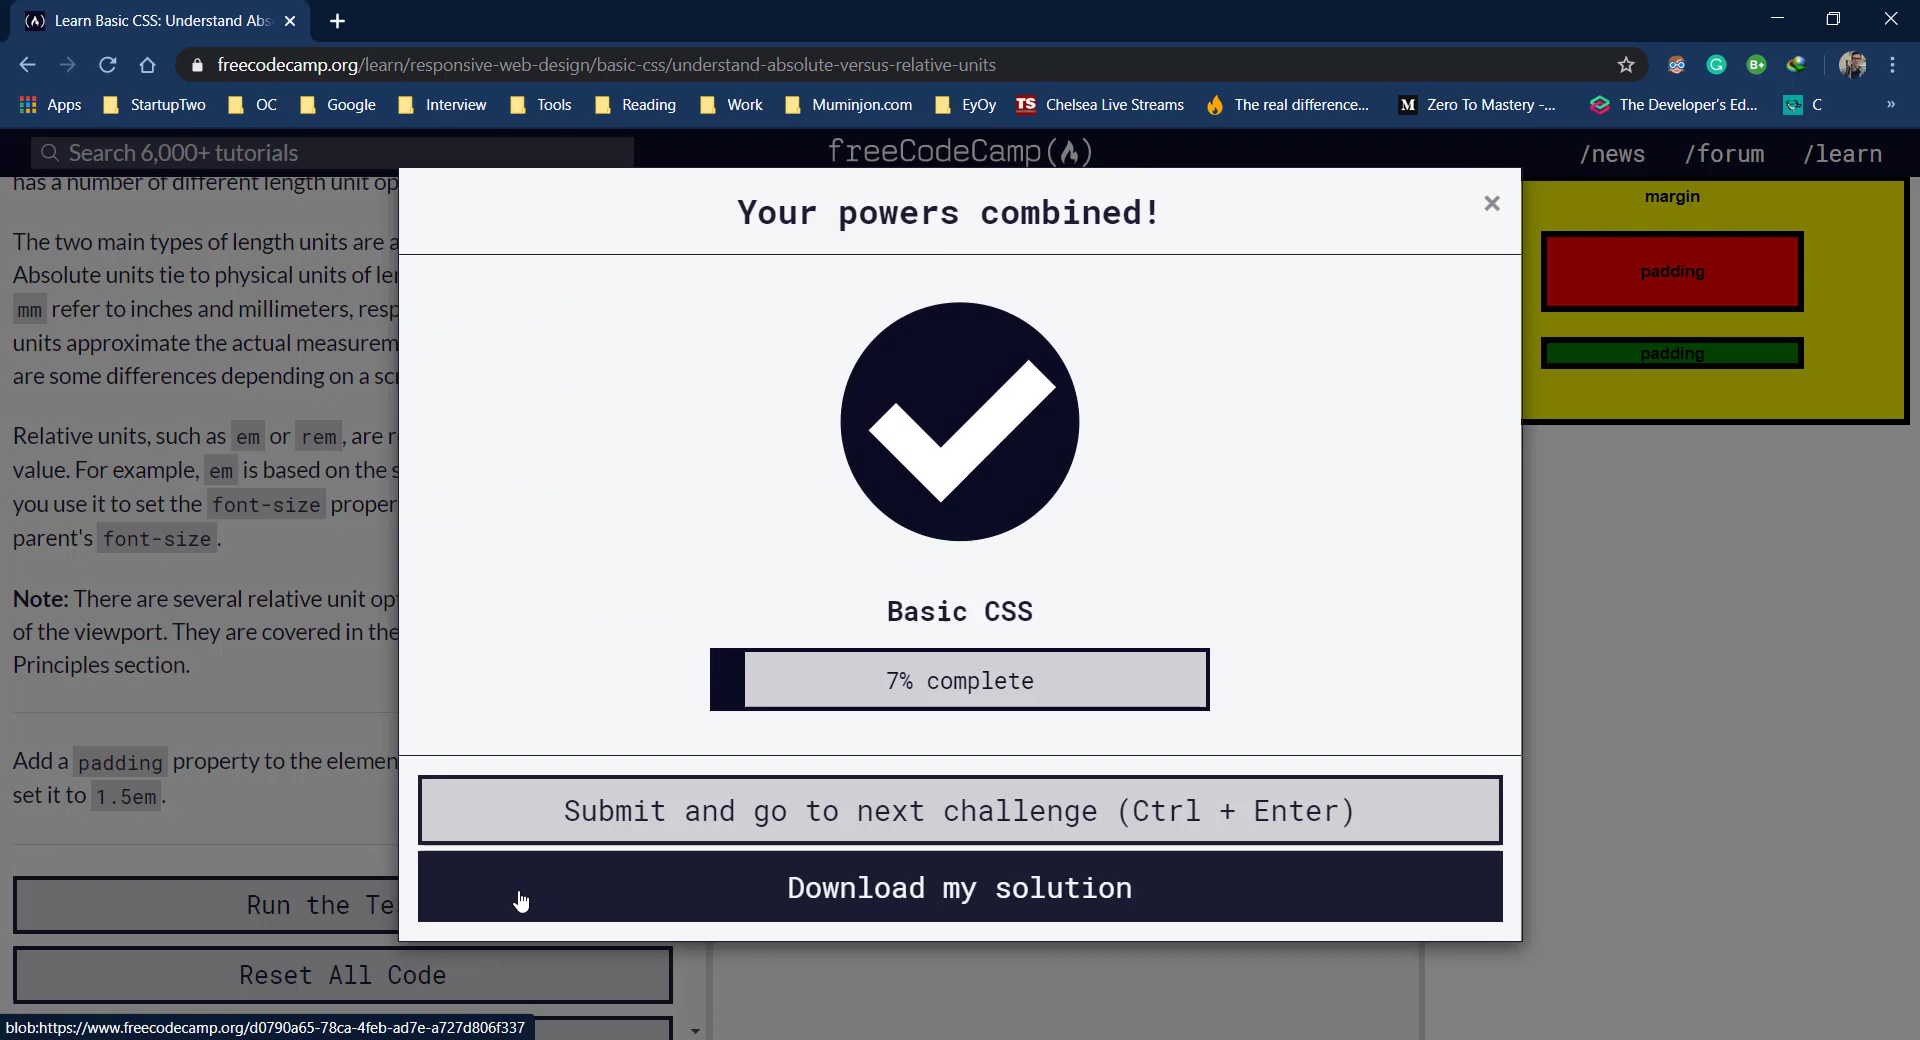 Learn Basic CSS: Understand Abs
freecodecamp.org/learn/responsive-web-design/basic-css/understand-absolute-versus-relative-units
Apps StartupTwo OC Google Interview Tools Reading Work Muminjon.com EyOy TS Chelsea Live Streams The real difference... M Zero To Mastery -... The Developer's Ed... C »
Search 6,000+ tutorials
freeCodeCamp
/news /forum /learn
has a number of different length unit op
The two main types of length units are a
Absolute units tie to physical units of le
mm refer to inches and millimeters, resp
units approximate the actual measurem
are some differences depending on a scr
Relative units, such as em or rem, are r
value. For example, em is based on the s
you use it to set the font-size proper
parent's font-size.
Note: There are several relative unit opt
of the viewport. They are covered in the
Principles section.
Add a padding property to the elemen
set it to 1.5em.
Run the Te
Reset All Code
blob:https://www.freecodecamp.org/d0790a65-78ca-4feb-ad7e-a727d806f337
Your powers combined!
×
Basic CSS
7% complete
Submit and go to next challenge (Ctrl + Enter)
Download my solution
margin
padding
padding